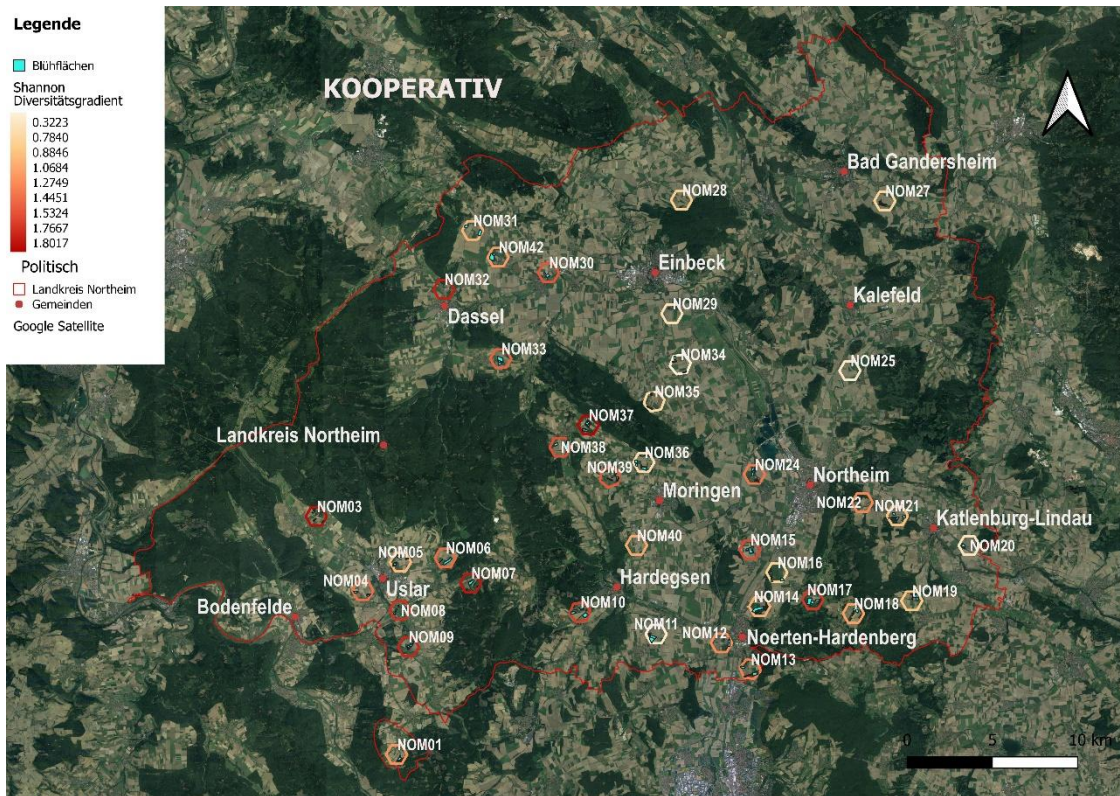 Legende
Blühflächen
Shannon
Diversitätsgradient
0.3223
0.7840
0.8846
1.0684
1.2749
1.4451
1.5324
1.7667
1.8017
Politisch
Landkreis Northeim
Gemeinden
Google Satellite
KOOPERATIV
Bad Gandersheim
NOM28
NOM27
NOM31
NOM42
NOM30
Einbeck
NOM32
Dassel
NOM29
Kalefeld
NOM33
NOM34
NOM25
NOM35
NOM37
Landkreis Northeim
NOM38
NOM36
NOM39
NOM24
Northeim
Moringen
NOM22
NOM21
NOM03
Katlenburg-Lindau
NOM40
NOM20
NOM15
NOM06
NOM05
NOM16
NOM07
Uslar
Hardegsen
NOM04
NOM17
NOM19
Bodenfelde
NOM08
NOM10
NOM14
NOM18
NOM11
NOM12
Noerten-Hardenberg
NOM09
NOM13
NOM01
0 5 10 km